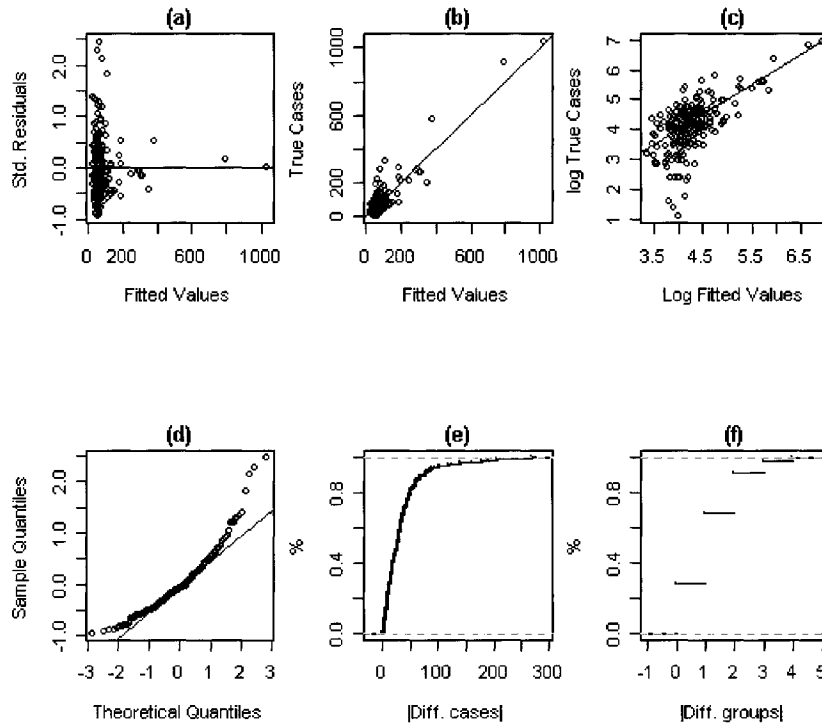 (a)
Std. Residuals
-1.0 0.0 1.0 2.0
0 200 600 1000
Fitted Values
(b)
True Cases
0 200 600 1000
0 200 600 1000
Fitted Values
(c)
log True Cases
1 2 3 4 5 6 7
3.5 4.5 5.5 6.5
Log Fitted Values
(d)
Sample Quantiles
-1.0 0.0 1.0 2.0
-3 -2 -1 0 1 2 3
Theoretical Quantiles
(e)
%
0.0 0.4 0.8
0 100 200 300
|Diff. cases|
(f)
%
0.0 0.4 0.8
-1 0 1 2 3 4 5
|Diff. groups|